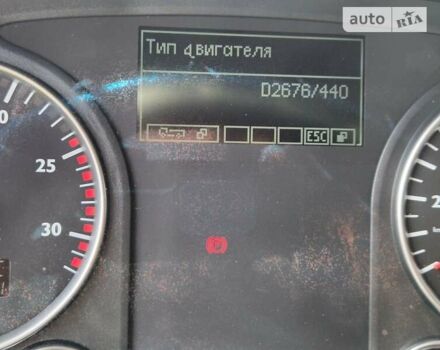 auto RIA
Тип двигателя
D2676/440
ESC
25
30